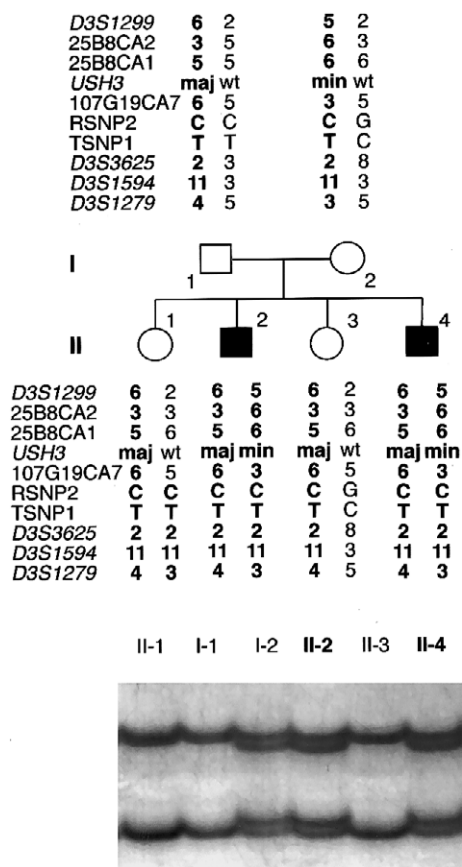 D3S1299 6 2 5 2
25B8CA2 3 5 6 3
25B8CA1 5 5 6 6
USH3 maj wt min wt
107G19CA7 6 5 3 5
RSNP2 C C C G
TSNP1 T T T C
D3S3625 2 3 2 8
D3S1594 11 3 11 3
D3S1279 4 5 3 5
I
1 2
1 2 3 4
II
D3S1299 6 2 6 5 6 2 6 5
25B8CA2 3 3 3 6 3 3 3 6
25B8CA1 5 6 5 6 5 6 5 6
USH3 maj wt maj min maj wt maj min
107G19CA7 6 5 6 3 6 5 6 3
RSNP2 C C C C C G C C
TSNP1 T T T T T C T T
D3S3625 2 2 2 2 2 8 2 2
D3S1594 11 11 11 11 11 3 11 11
D3S1279 4 3 4 3 4 5 4 3
II-1 I-1 I-2 II-2 II-3 II-4